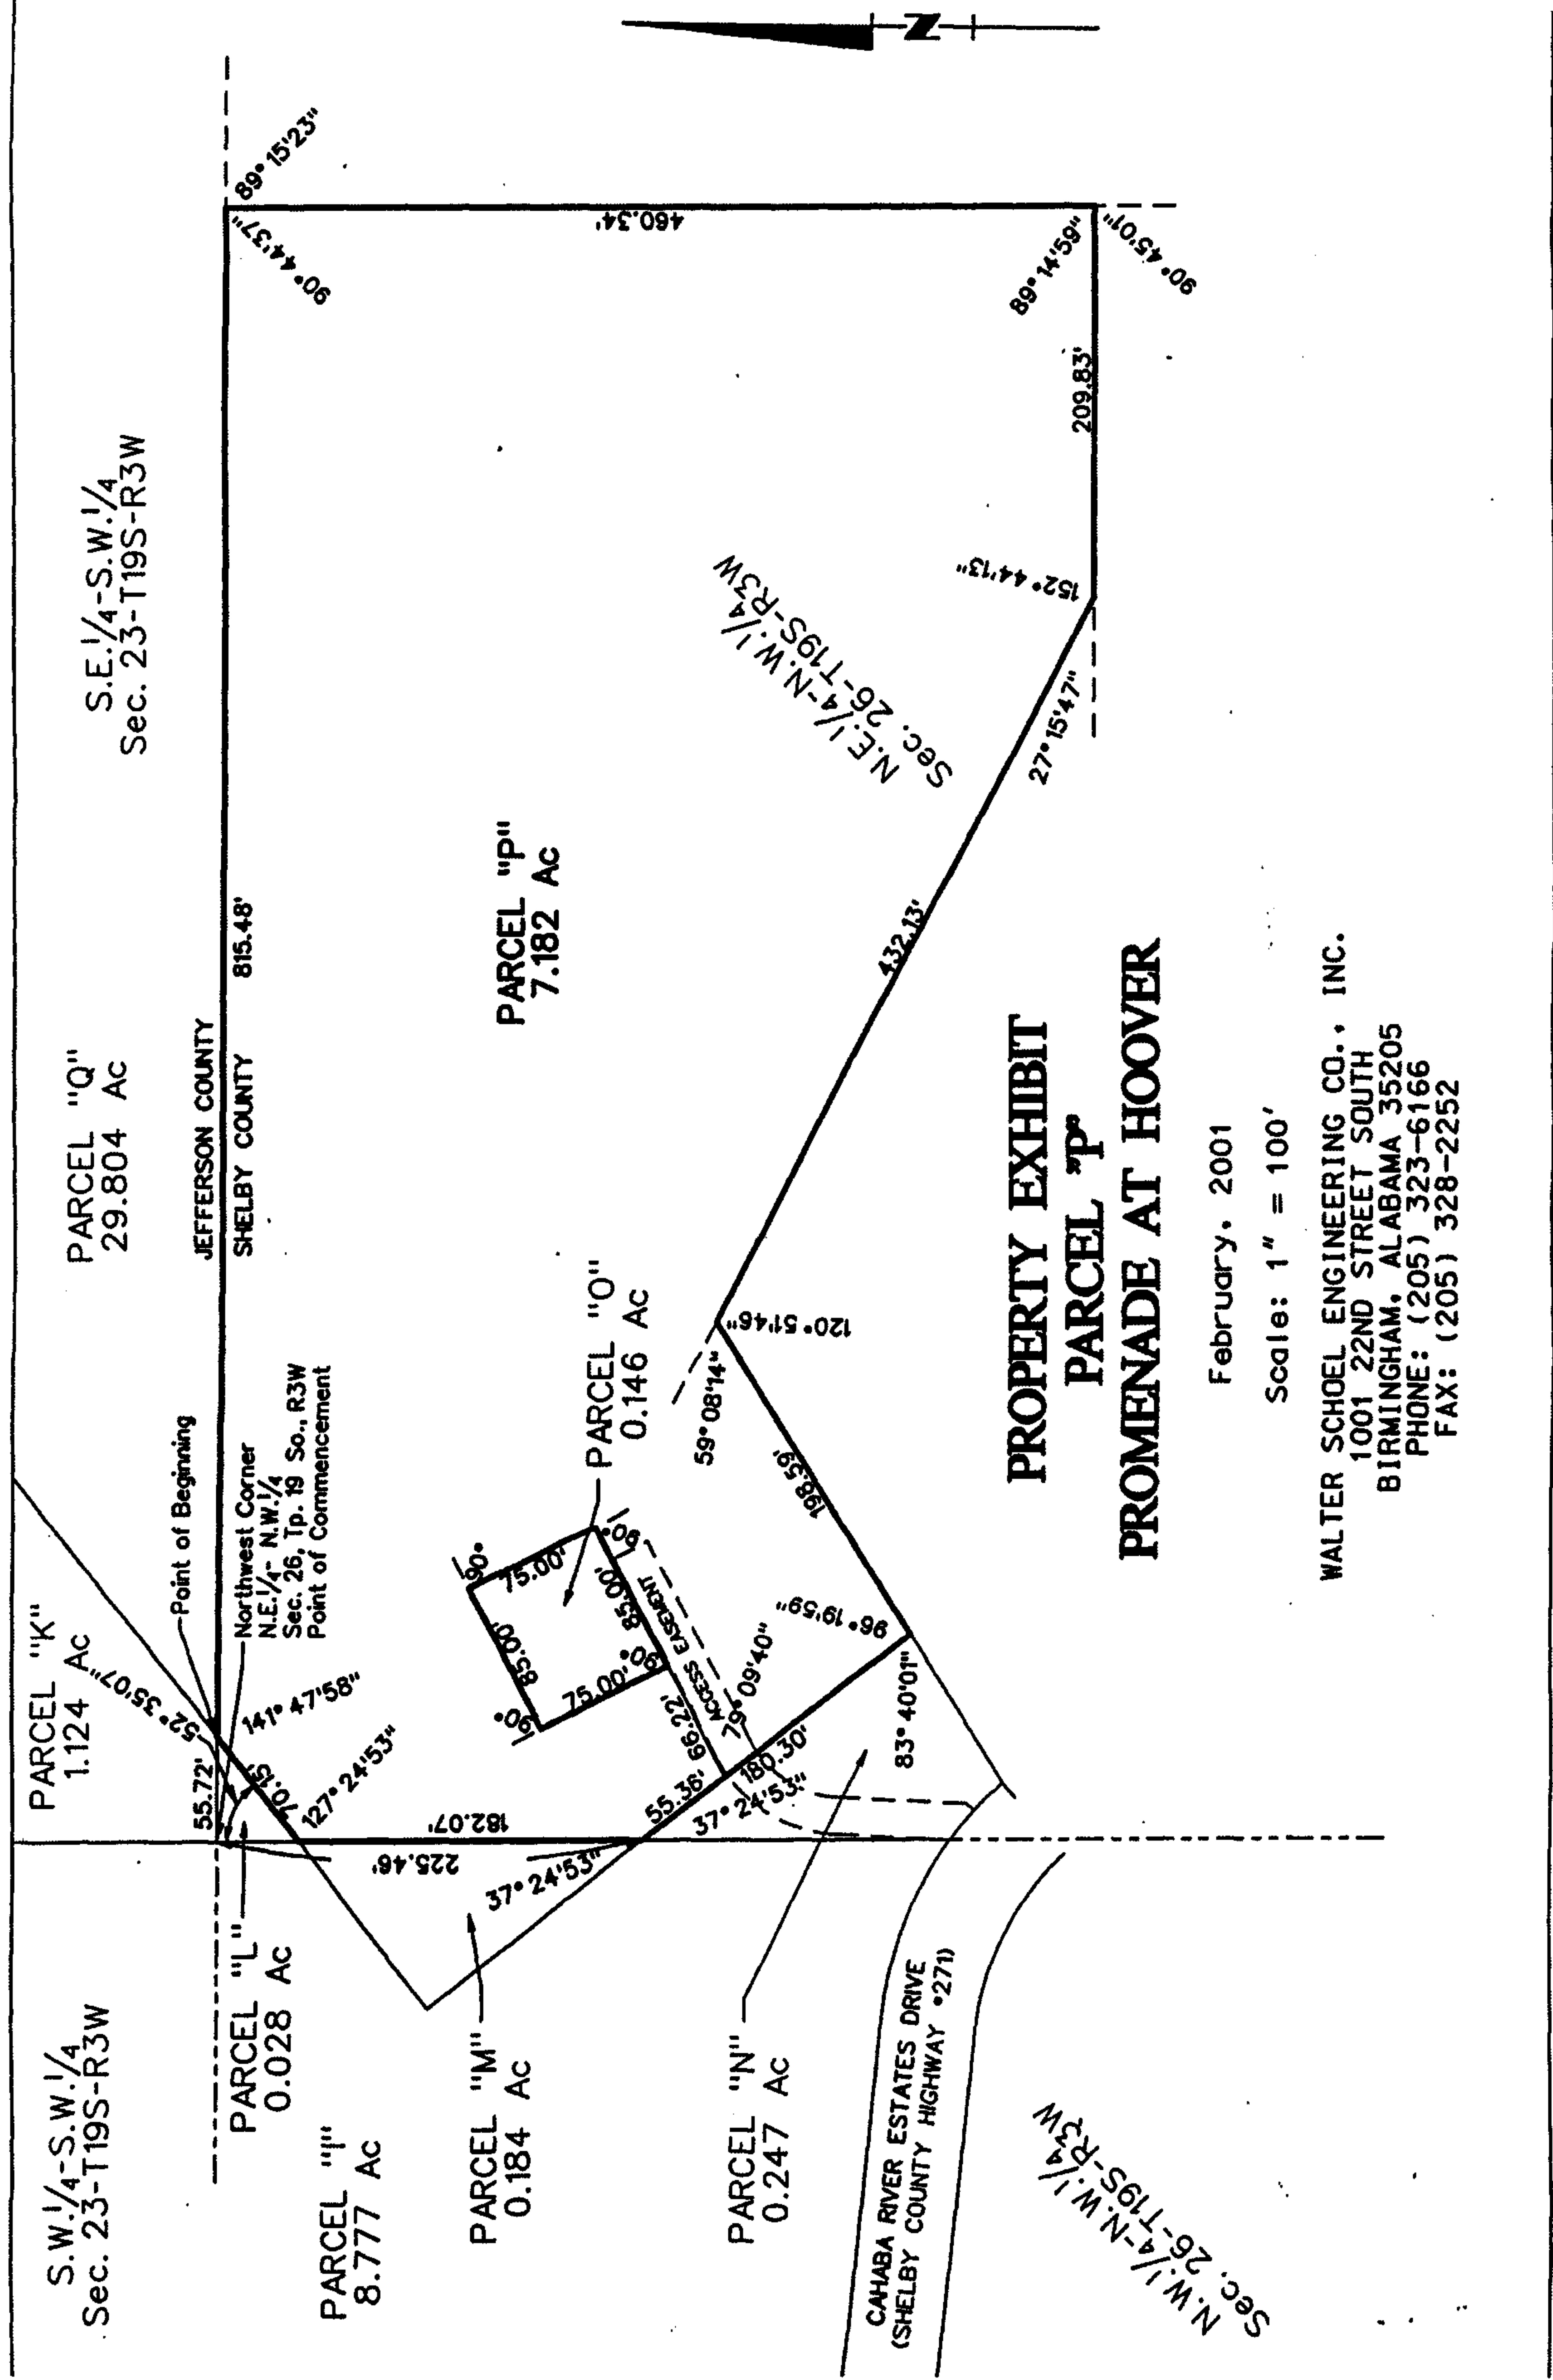 S.W.1/4-S.W.1/4
Sec. 23-T19S-R3W
PARCEL "K"
1.124 Ac
PARCEL "Q"
29.804 Ac
S.E.1/4-S.W.1/4
Sec. 23-T19S-R3W
Point of Beginning
JEFFERSON COUNTY
SHELBY COUNTY
815.48'
Northwest Corner
N.E.1/4- N.W.1/4
Sec. 26, Tp. 19 So., R3W
Point of Commencement
52°35'07"
55.72'
141° 47'58"
127° 24'53"
89°15'23"
90°44'37"
460.34'
89°14'59"
90°45'01"
209.83'
152°44'13"
27°15'47"
432.13'
120°51'46"
59°08'14"
198.59'
96°19'59"
83°40'01"
180.30'
79°09'40"
37° 24'53"
55.36'
66.22'
ACCESS EASEMENT
182.07'
225.46'
37°24'53"
90°
75.00'
85.00'
90°
85.00'
90°
75.00'
90°
PARCEL "L"
0.028 Ac
PARCEL "I"
8.777 Ac
PARCEL "M"
0.184 Ac
PARCEL "N"
0.247 Ac
PARCEL "O"
0.146 Ac
PARCEL "P"
7.182 Ac
N.E.1/4-N.W.1/4
Sec. 26-T19S-R3W
CAHABA RIVER ESTATES DRIVE
(SHELBY COUNTY HIGHWAY #271)
N.W.1/4-N.W.1/4
Sec. 26-T19S-R3W
N
PROPERTY EXHIBIT
PARCEL "P"
PROMENADE AT HOOVER
February, 2001
Scale: 1" = 100'
WALTER SCHOEL ENGINEERING CO., INC.
1001 22ND STREET SOUTH
BIRMINGHAM, ALABAMA 35205
PHONE: (205) 323-6166
FAX: (205) 328-2252